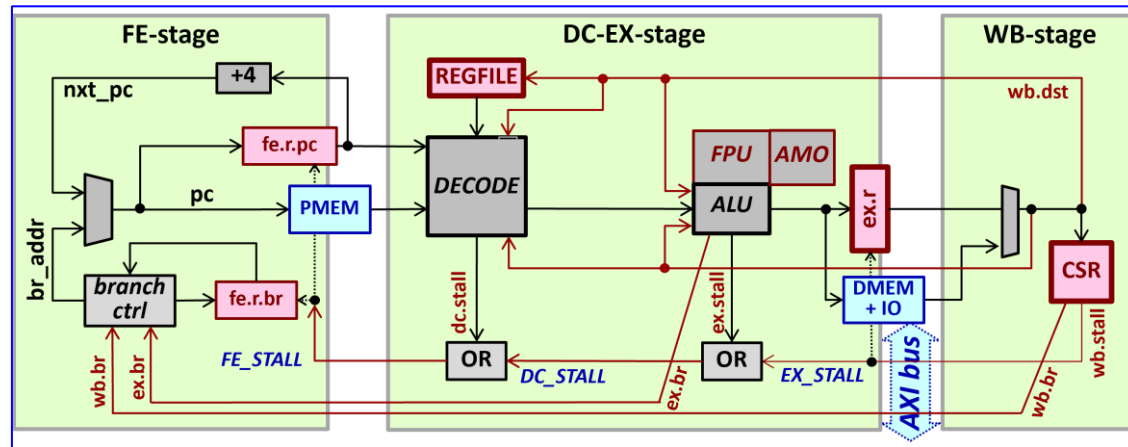 FE-stage
DC-EX-stage
WB-stage
+4
nxt_pc
REGFILE
wb.dst
fe.r.pc
FPU
AMO
DECODE
ALU
ex.r
pc
PMEM
br_addr
branch
ctrl
fe.r.br
CSR
DMEM
+ IO
dc.stall
ex.stall
wb.stall
FE_STALL
OR
DC_STALL
OR
EX_STALL
wb.br
ex.br
ex.br
AXI bus
wb.br